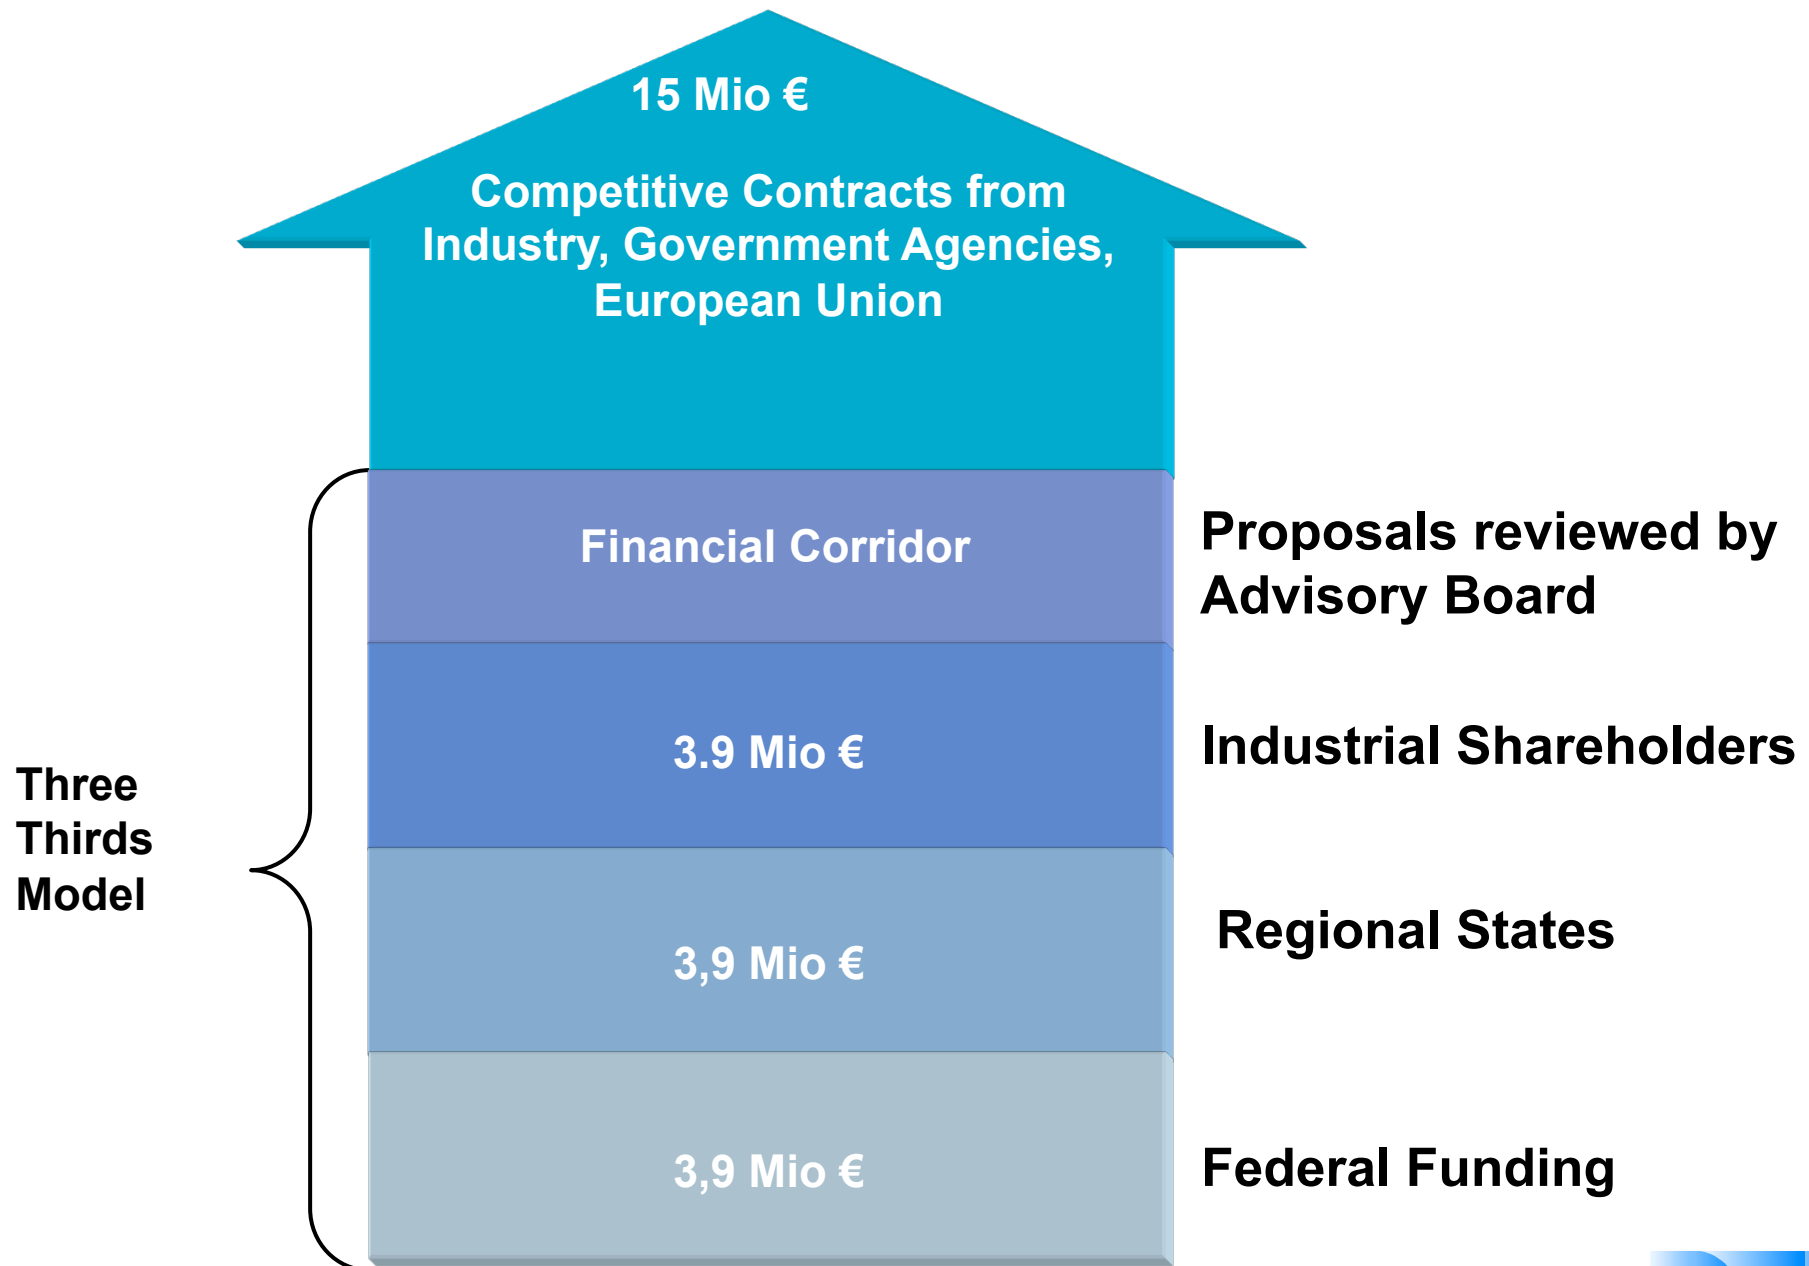 15 Mio €
Competitive Contracts from
Industry, Government Agencies,
European Union
Financial Corridor
Proposals reviewed by
Advisory Board
3.9 Mio €
Industrial Shareholders
Three
Thirds
Model
3,9 Mio €
Regional States
3,9 Mio €
Federal Funding